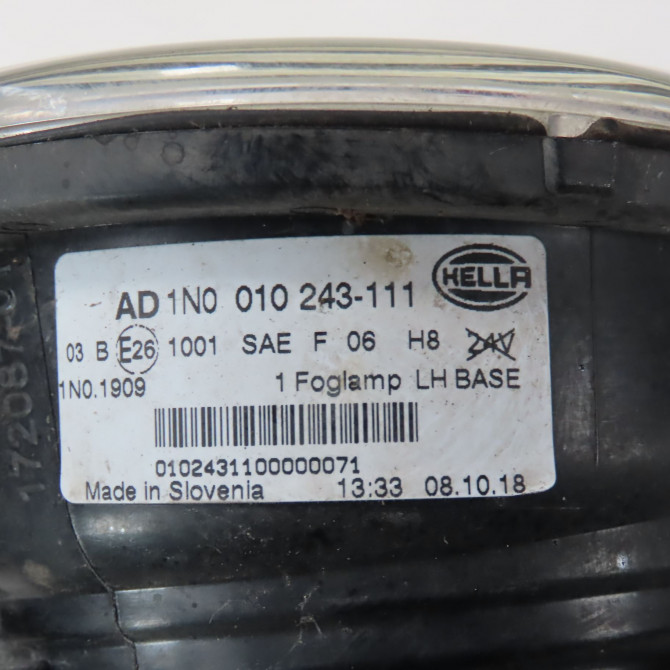 HELLA
AD 1N0 010 243-111
03 B E26 1001 SAE F 06 H8 24V
1N0.1909 1 Foglamp LH BASE
0102431100000071
Made in Slovenia 13:33 08.10.18